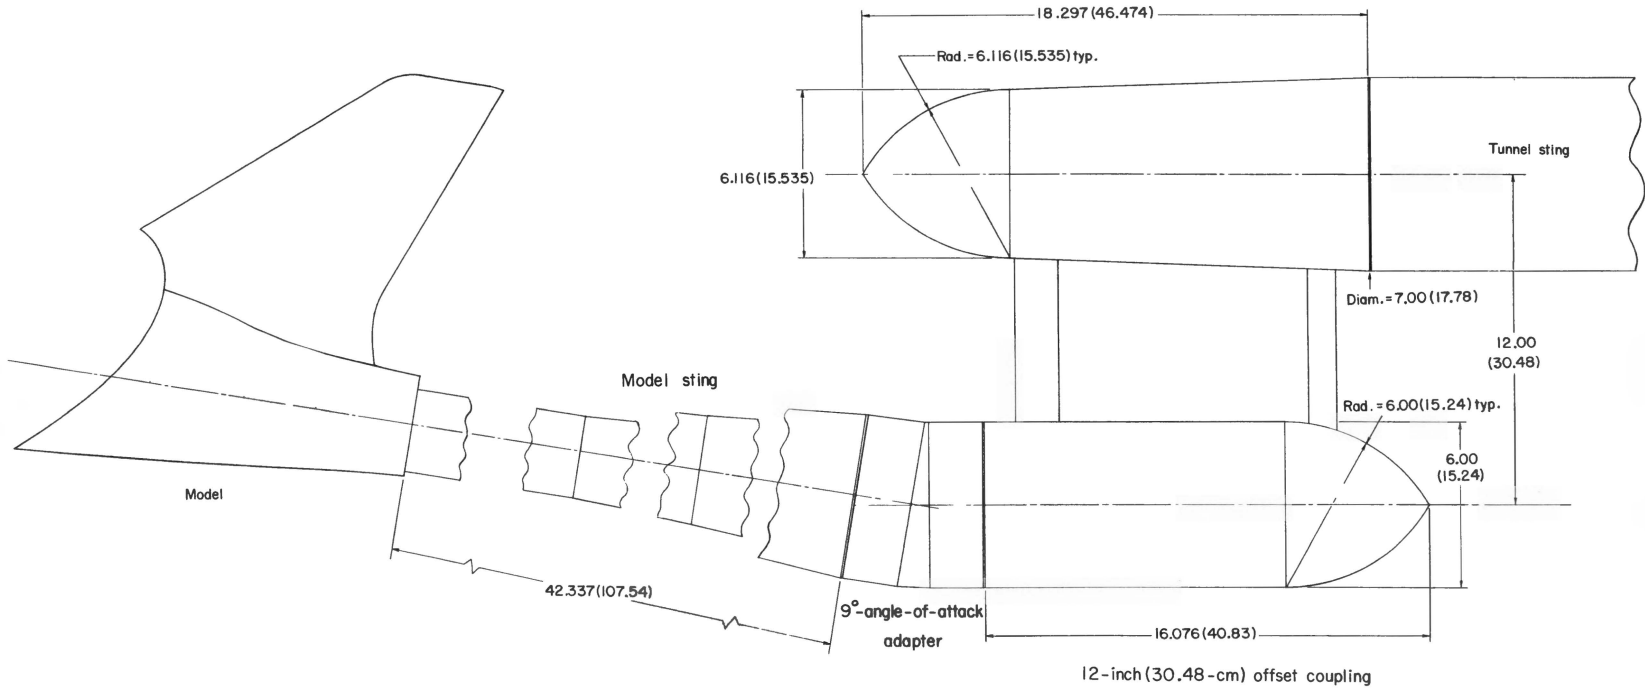 18.297(46.474)
Rad.=6.116(15.535)typ.
Tunnel sting
6.116(15.535)
Diam.=7.00(17.78)
12.00
(30.48)
Model sting
Rad.=6.00(15.24)typ.
6.00
(15.24)
Model
42.337(107.54)
9°-angle-of-attack
adapter
16.076(40.83)
12-inch(30.48-cm) offset coupling